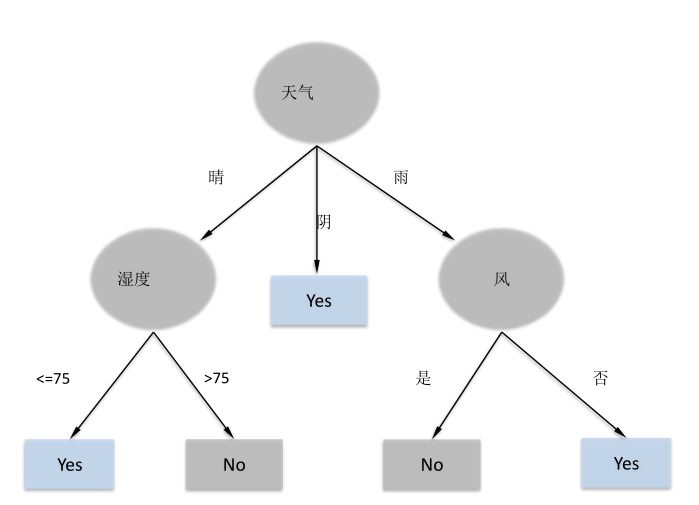 天气
晴
雨
阴
湿度
Yes
风
<=75
>75
是
否
Yes
No
No
Yes